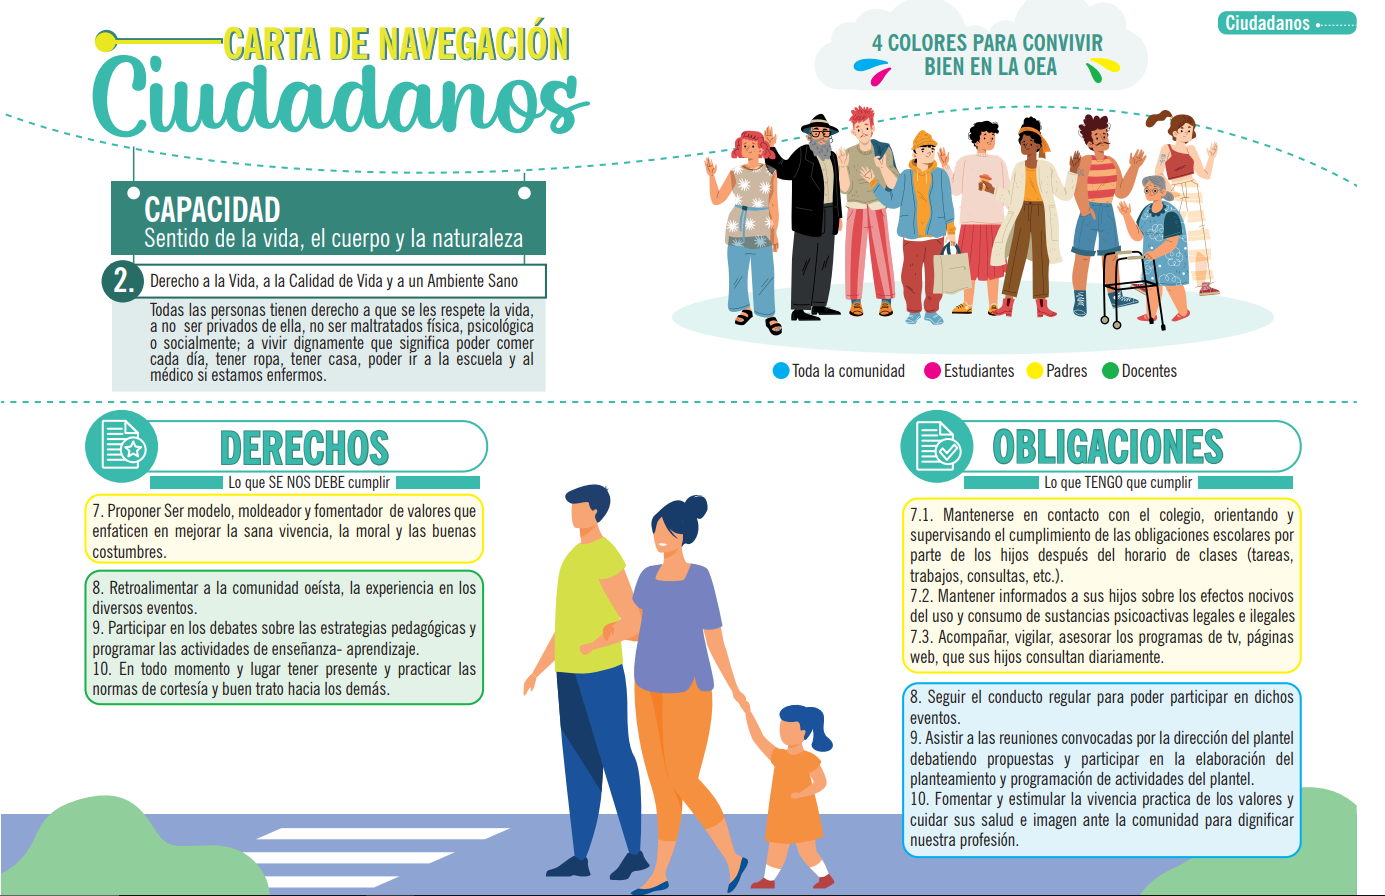 CARTA DE NAVEGACIÓN
Ciudadanos
4 COLORES PARA CONVIVIR
BIEN EN LA OEA
Ciudadanos
CAPACIDAD
Sentido de la vida, el cuerpo y la naturaleza
2.
Derecho a la Vida, a la Calidad de Vida y a un Ambiente Sano
Todas las personas tienen derecho a que se les respete la vida,
a no ser privados de ella, no ser maltratados física, psicológica
o socialmente; a vivir dignamente que significa poder comer
cada día, tener ropa, tener casa, poder ir a la escuela y al
médico si estamos enfermos.
Toda la comunidad
Estudiantes
Padres
Docentes
DERECHOS
Lo que SE NOS DEBE cumplir
7. Proponer Ser modelo, moldeador y fomentador de valores que
enfaticen en mejorar la sana vivencia, la moral y las buenas
costumbres.
8. Retroalimentar a la comunidad oeísta, la experiencia en los
diversos eventos.
9. Participar en los debates sobre las estrategias pedagógicas y
programar las actividades de enseñanza- aprendizaje.
10. En todo momento y lugar tener presente y practicar las
normas de cortesía y buen trato hacia los demás.
OBLIGACIONES
Lo que TENGO que cumplir
7.1. Mantenerse en contacto con el colegio, orientando y
supervisando el cumplimiento de las obligaciones escolares por
parte de los hijos después del horario de clases (tareas,
trabajos, consultas, etc.).
7.2. Mantener informados a sus hijos sobre los efectos nocivos
del uso y consumo de sustancias psicoactivas legales e ilegales
7.3. Acompañar, vigilar, asesorar los programas de tv, páginas
web, que sus hijos consultan diariamente.
8. Seguir el conducto regular para poder participar en dichos
eventos.
9. Asistir a las reuniones convocadas por la dirección del plantel
debatiendo propuestas y participar en la elaboración del
planteamiento y programación de actividades del plantel.
10. Fomentar y estimular la vivencia practica de los valores y
cuidar sus salud e imagen ante la comunidad para dignificar
nuestra profesión.